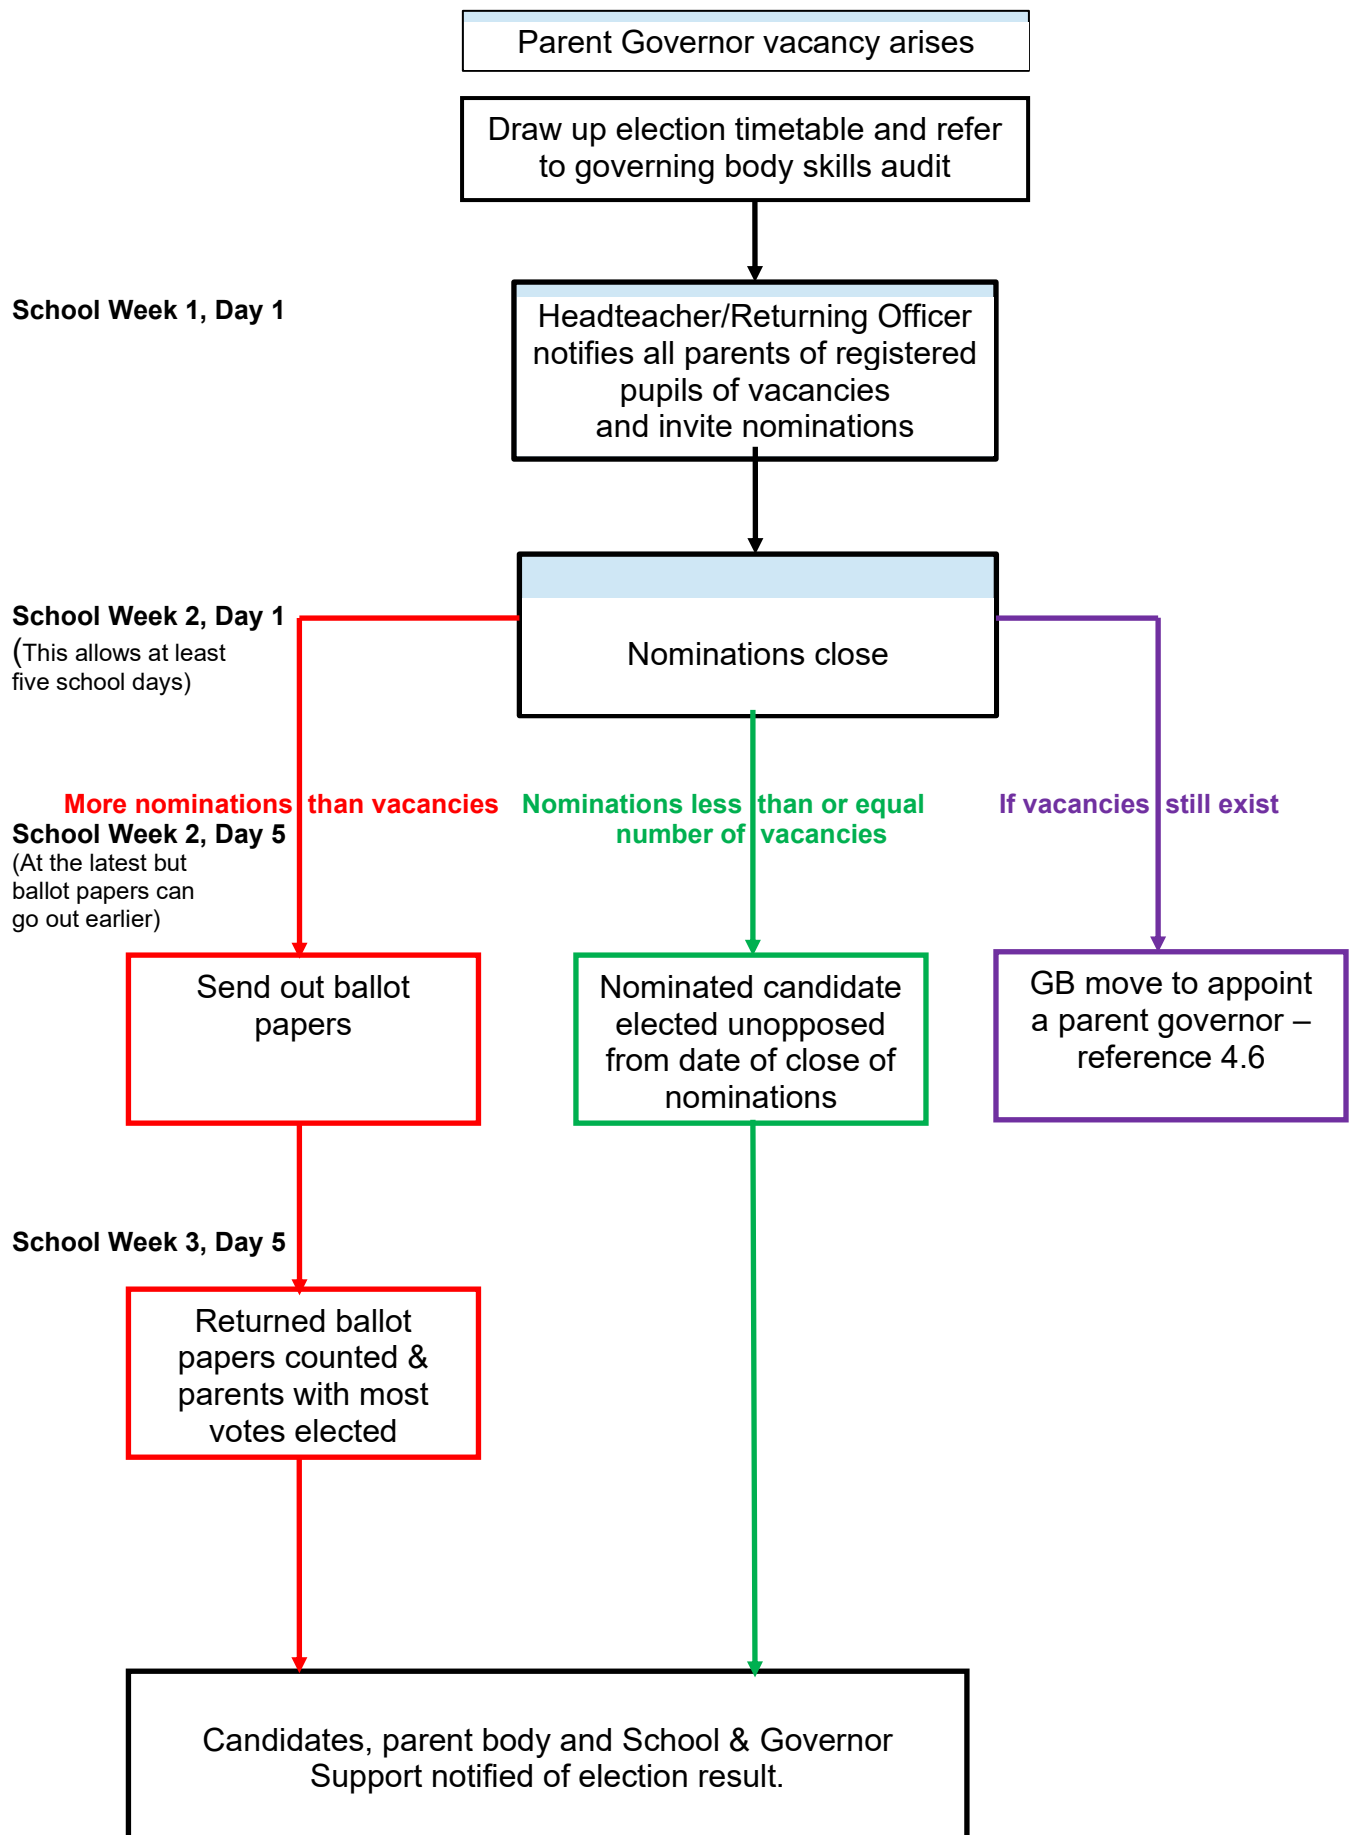 Parent Governor vacancy arises
Draw up election timetable and refer
to governing body skills audit
School Week 1, Day 1
Headteacher/Returning Officer
notifies all parents of registered
pupils of vacancies
and invite nominations
School Week 2, Day 1
(This allows at least
five school days)
Nominations close
More nominations than vacancies
Nominations less than or equal
number of vacancies
If vacancies still exist
School Week 2, Day 5
(At the latest but
ballot papers can
go out earlier)
Send out ballot
papers
Nominated candidate
elected unopposed
from date of close of
nominations
GB move to appoint
a parent governor –
reference 4.6
School Week 3, Day 5
Returned ballot
papers counted &
parents with most
votes elected
Candidates, parent body and School & Governor
Support notified of election result.